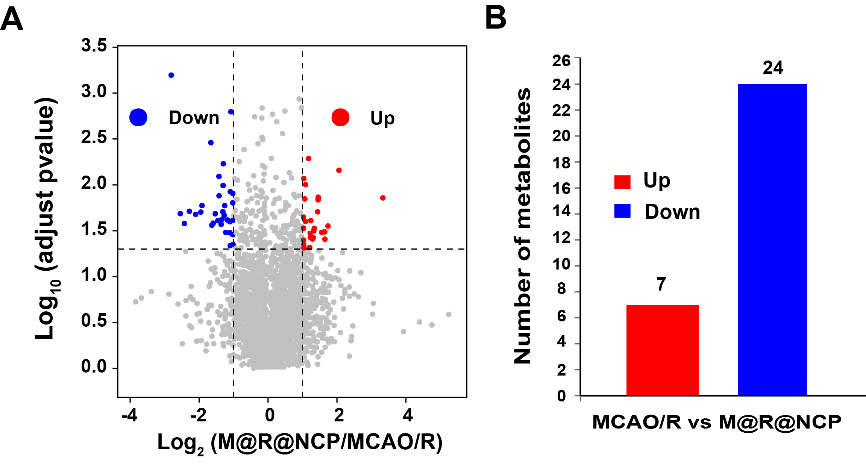 A
3.5
3.0
2.5
2.0
1.5
1.0
0.5
0.0
Log10 (adjust pvalue)
Down
Up
-4
-2
0
2
4
Log2 (M@R@NCP/MCAO/R)
B
26
24
22
20
18
16
14
12
10
8
6
4
2
0
Number of metabolites
Up
Down
7
24
MCAO/R vs M@R@NCP